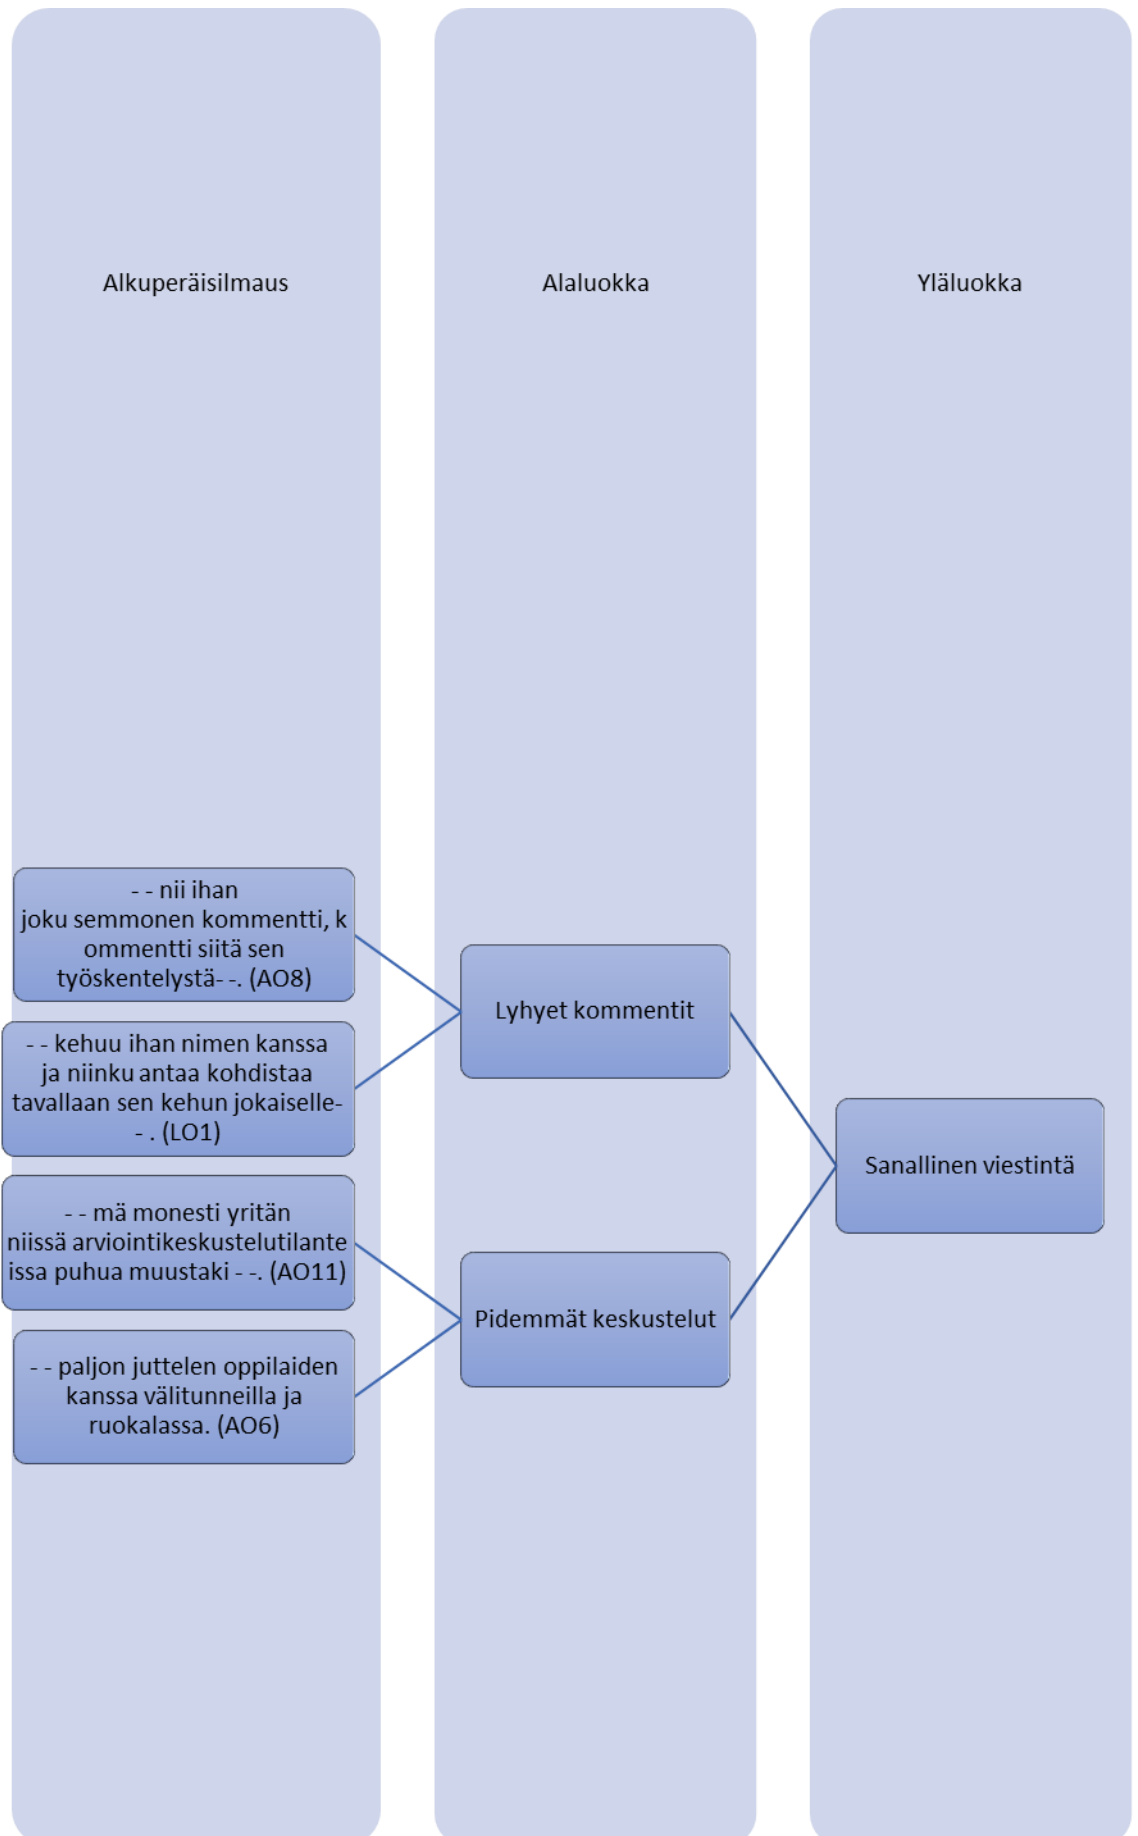 Alkuperäisilmaus
Alaluokka
Yläluokka
- - nii ihan
joku semmonen kommentti, k
ommentti siitä sen
työskentelystä- -. (AO8)
- - kehuu ihan nimen kanssa
ja niinku antaa kohdistaa
tavallaan sen kehun jokaiselle-
- . (LO1)
- - mä monesti yritän
niissä arviointikeskustelutilante
issa puhua muustaki - -. (AO11)
- - paljon juttelen oppilaiden
kanssa välitunneilla ja
ruokalassa. (AO6)
Lyhyet kommentit
Pidemmät keskustelut
Sanallinen viestintä